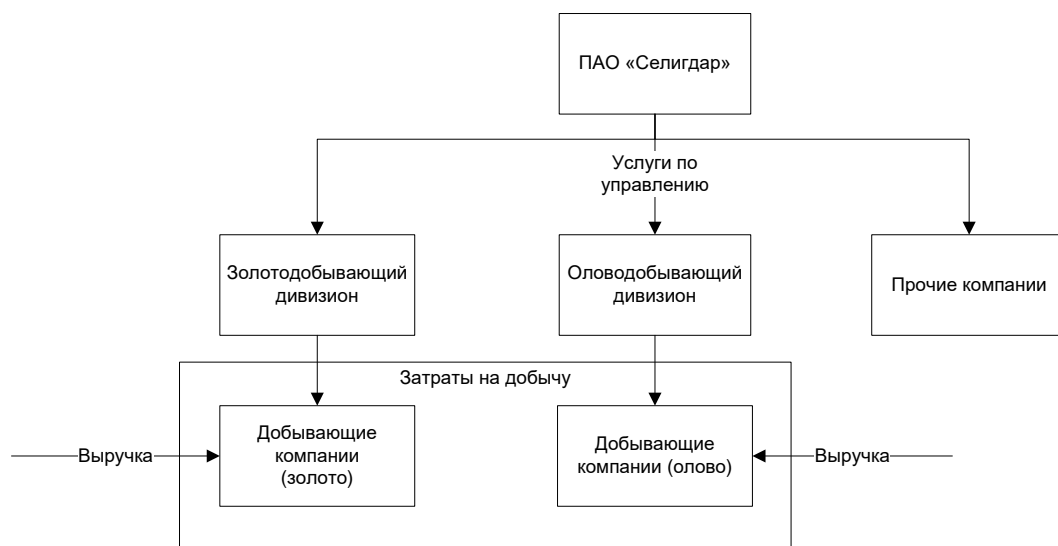 ПАО «Селигдар»
Услуги по
управлению
Золотодобывающий
дивизион
Оловодобывающий
дивизион
Прочие компании
Затраты на добычу
Выручка
Добывающие
компании
(золото)
Добывающие
компании (олово)
Выручка